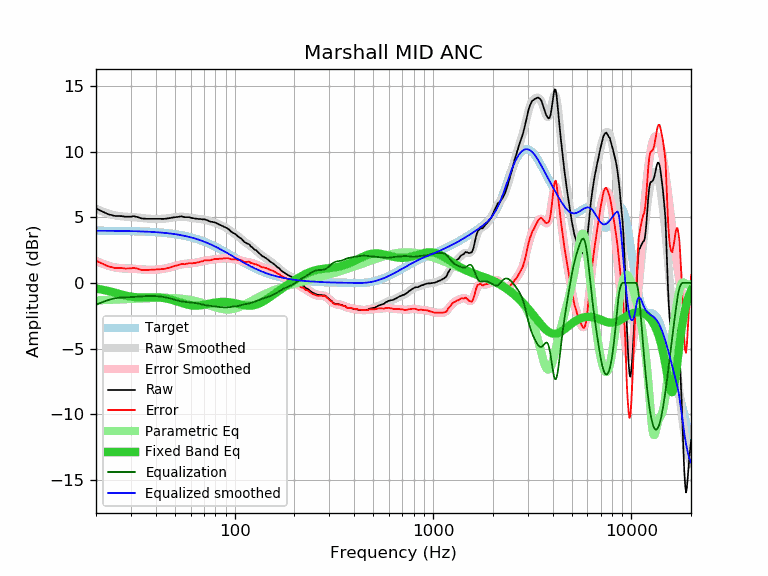 Marshall MID ANC
15
10
5
0
−5
−10
−15
Amplitude (dBr)
Target
Raw Smoothed
Error Smoothed
Raw
Error
Parametric Eq
Fixed Band Eq
Equalization
Equalized smoothed
100
1000
10000
Frequency (Hz)